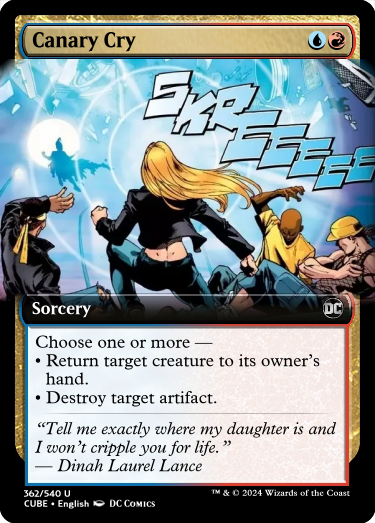 Canary Cry
SKREEEEE
Sorcery
DC
Choose one or more —
• Return target creature to its owner's
hand.
• Destroy target artifact.
“Tell me exactly where my daughter is and
I won't cripple you for life.”
— Dinah Laurel Lance
362/540 U
CUBE • English DC COMICS
™ & © 2024 Wizards of the Coast